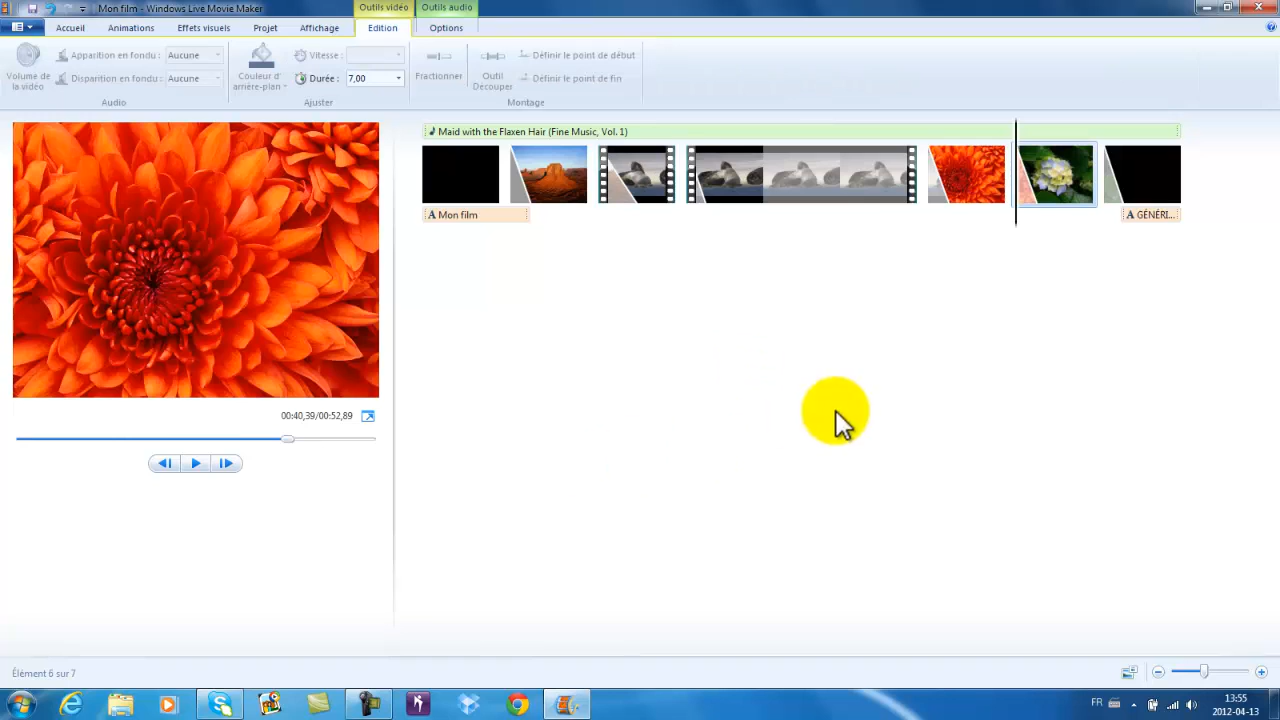 Mon film - Windows Live Movie Maker
Outils vidéo
Outils audio
Accueil
Animations
Effets visuels
Projet
Affichage
Edition
Options
Volume de la vidéo
Apparition en fondu :
Aucune
Disparition en fondu :
Aucune
Audio
Couleur d'arrière-plan
Vitesse :
Durée :
7,00
Ajuster
Fractionner
Outil Découper
Définir le point de début
Définir le point de fin
Montage
Maid with the Flaxen Hair (Fine Music, Vol. 1)
A Mon film
A GÉNÉRI...
00:40,39/00:52,89
Élément 6 sur 7
FR
13:55
2012-04-13